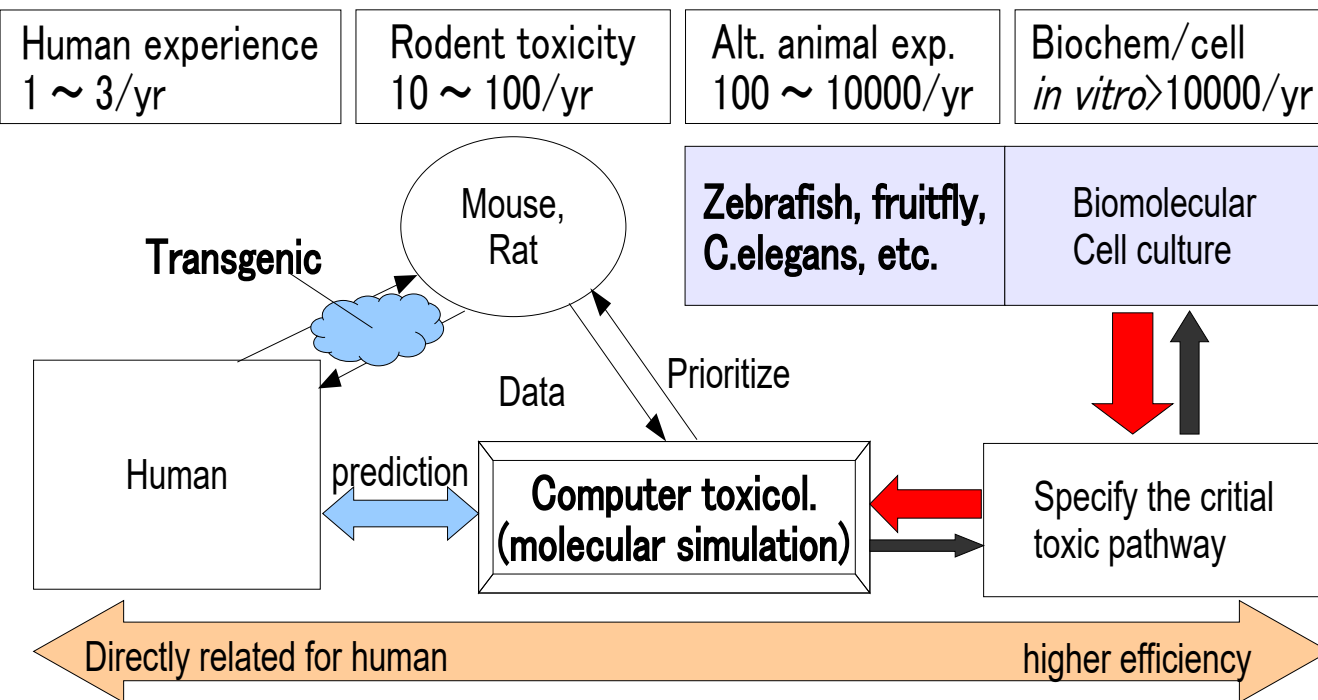 Human experience
1 ~ 3/yr
Rodent toxicity
10 ~ 100/yr
Alt. animal exp.
100 ~ 10000/yr
Biochem/cell
in vitro>10000/yr
Mouse,
Rat
Zebrafish, fruitfly,
C.elegans, etc.
Biomolecular
Cell culture
Transgenic
Data
Prioritize
Human
prediction
Computer toxicol.
(molecular simulation)
Specify the critial
toxic pathway
Directly related for human
higher efficiency